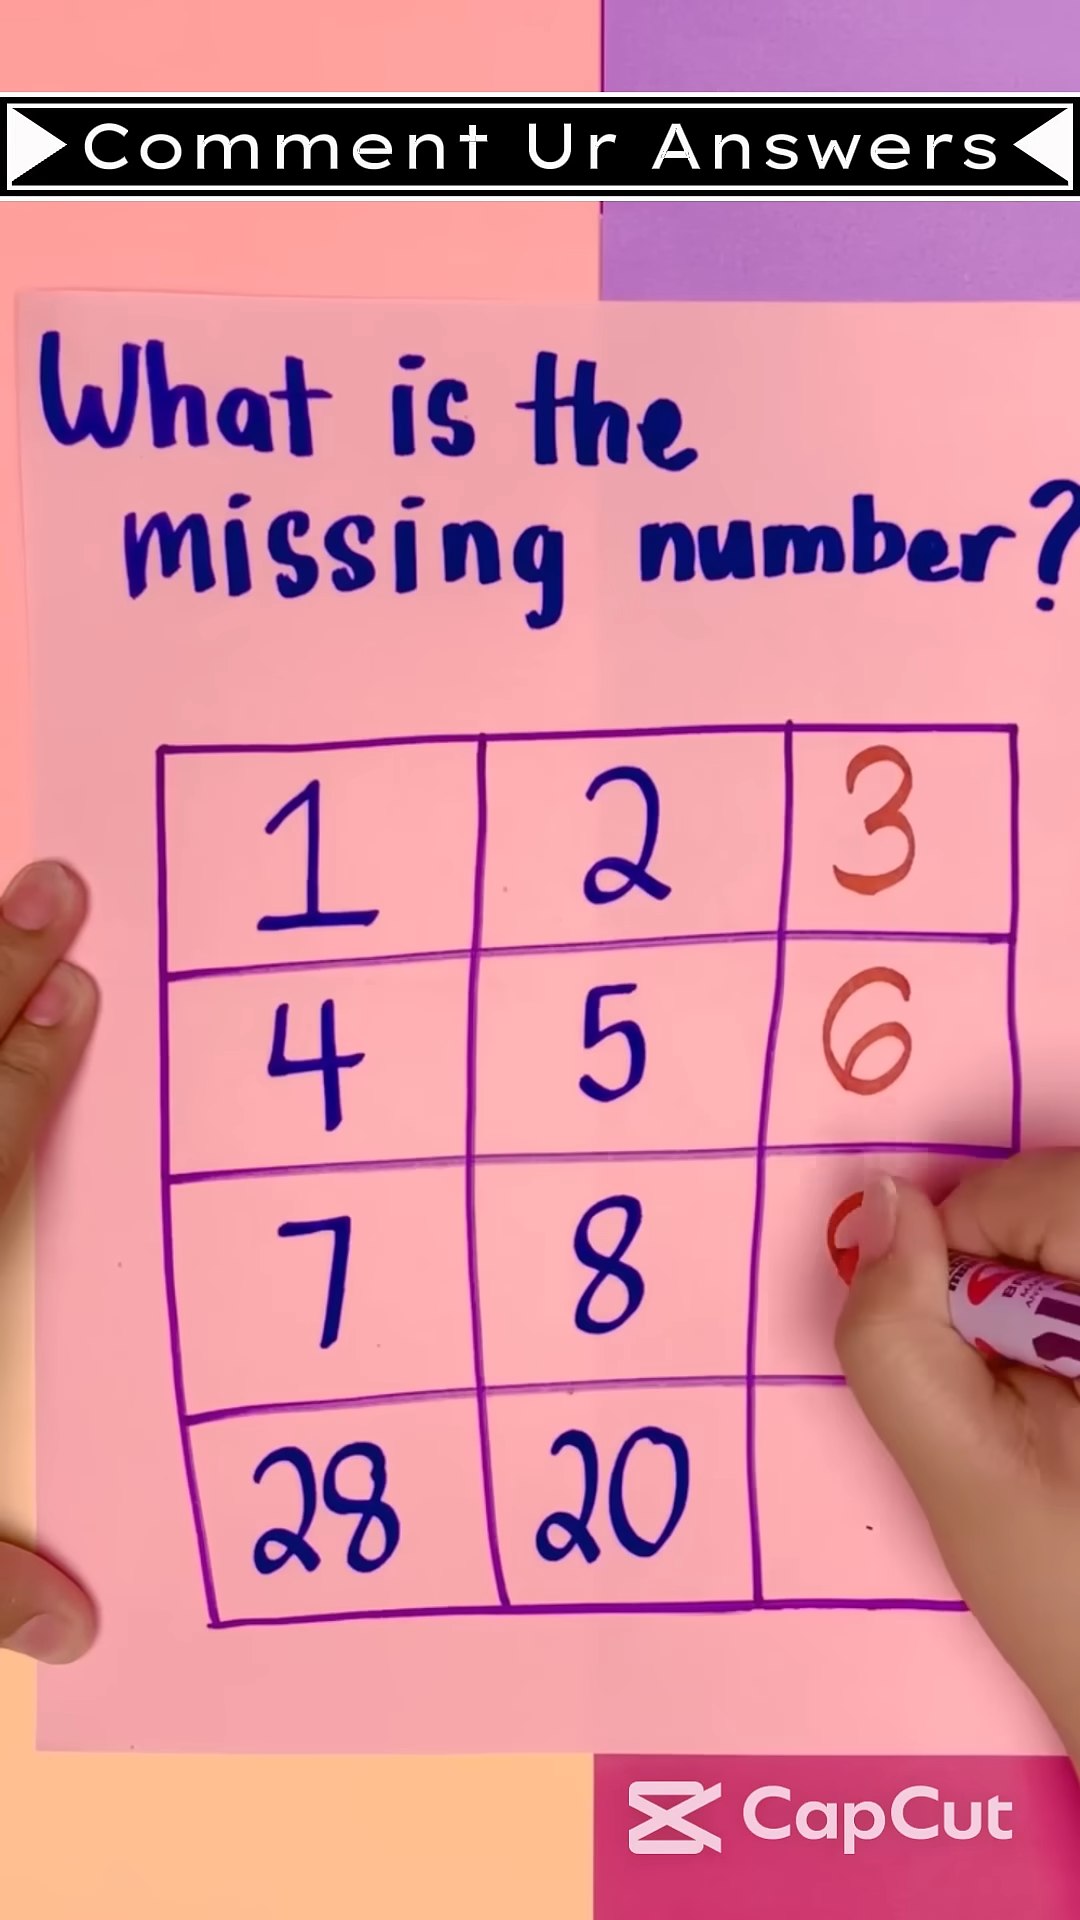 Comment Ur Answers
What is the
missing number?
1 2 3
4 5 6
7 8
28 20
CapCut